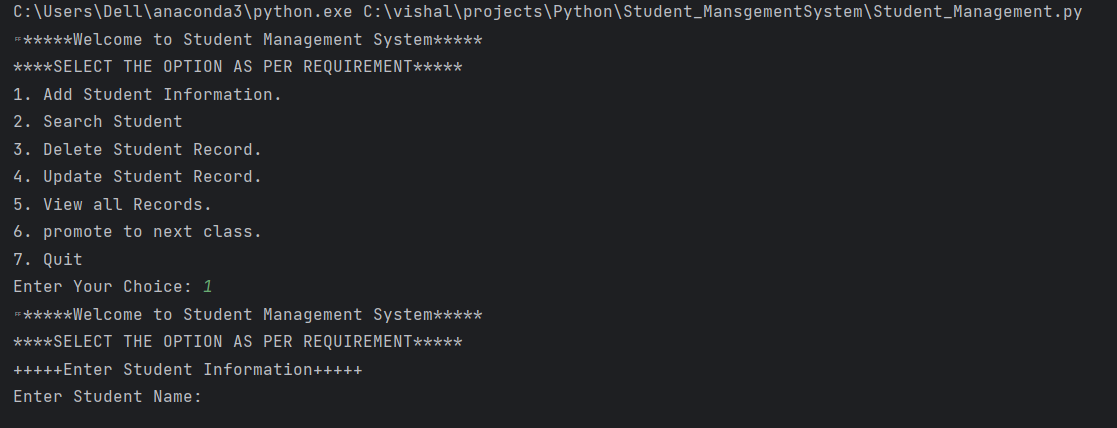 C:\Users\Dell\anaconda3\python.exe C:\vishal\projects\Python\Student_MansgementSystem\Student_Management.py
*****Welcome to Student Management System*****
****SELECT THE OPTION AS PER REQUIREMENT*****
1. Add Student Information.
2. Search Student
3. Delete Student Record.
4. Update Student Record.
5. View all Records.
6. promote to next class.
7. Quit
Enter Your Choice: 1
*****Welcome to Student Management System*****
****SELECT THE OPTION AS PER REQUIREMENT*****
+++++Enter Student Information+++++
Enter Student Name: